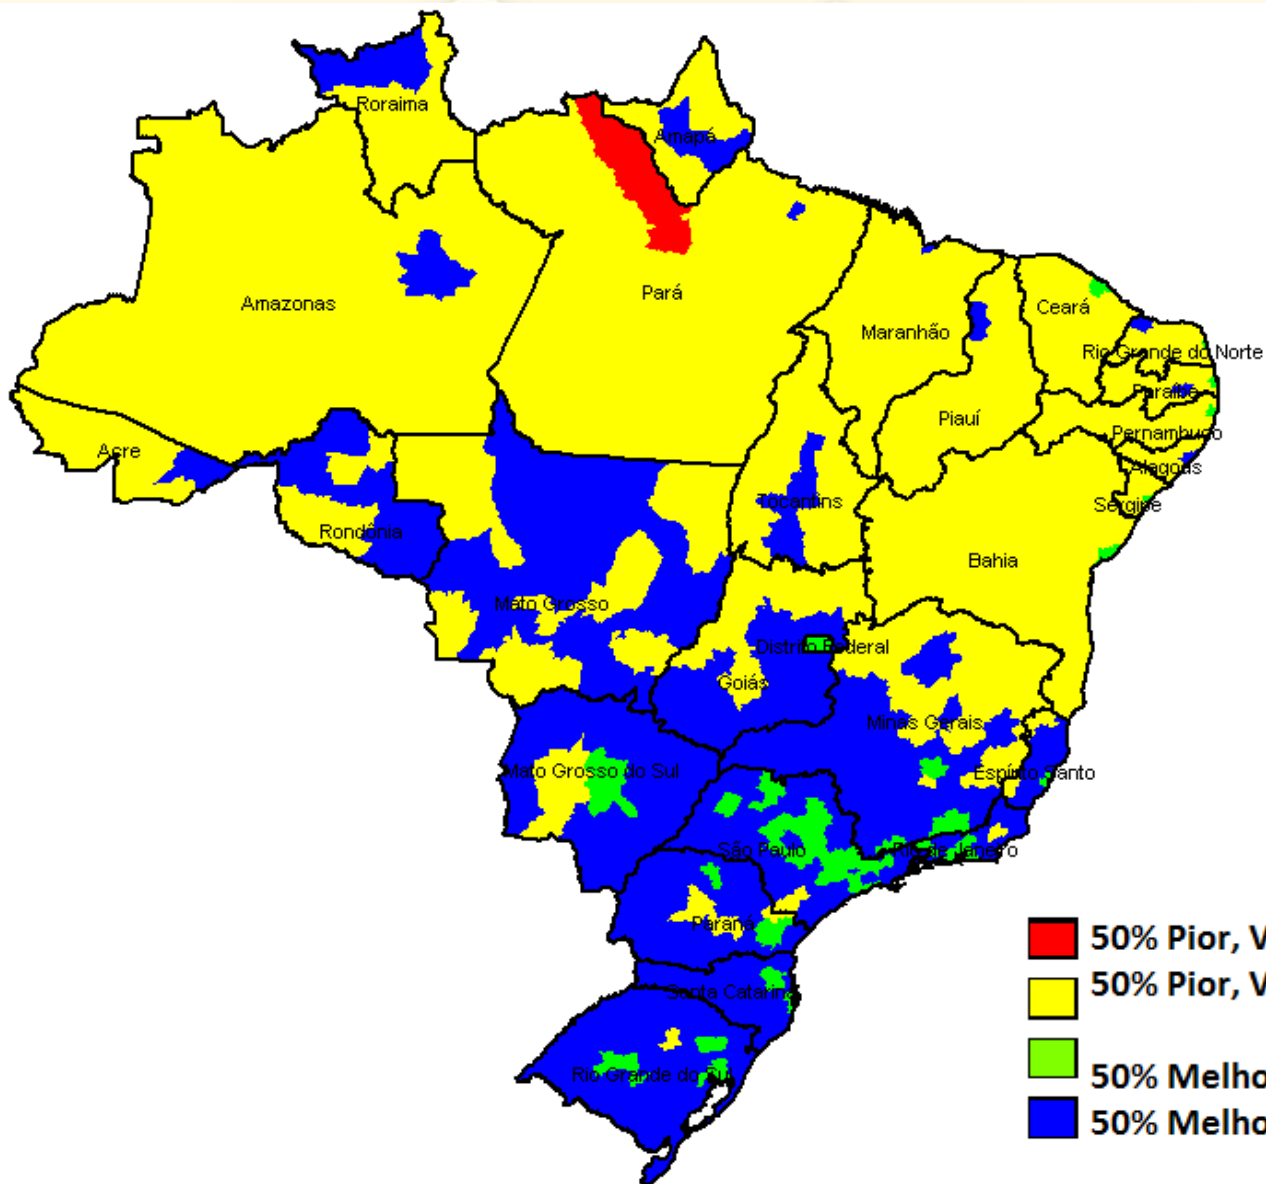 Roraima
Amapá
Amazonas
Pará
Maranhão
Ceará
Rio Grande do Norte
Paraíba
Piauí
Pernambuco
Acre
Alagoas
Tocantins
Sergipe
Rondônia
Bahia
Mato Grosso
Distrito Federal
Goiás
Minas Gerais
Mato Grosso do Sul
Espírito Santo
São Paulo
Rio de Janeiro
Paraná
50% Pior, V
50% Pior, V
Santa Catarina
Rio Grande do Sul
50% Melho
50% Melho